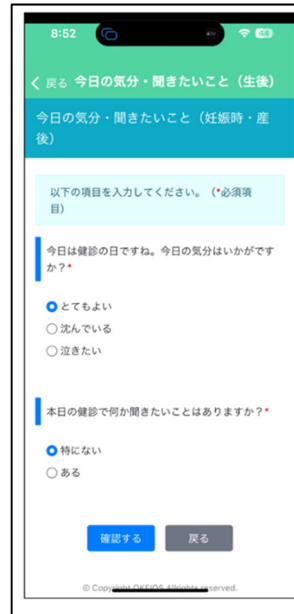 8:52
46
戻る 今日の気分・聞きたいこと（生後）
今日の気分・聞きたいこと（妊娠時・産
後）
以下の項目を入力してください。（*必須項
目）
今日は健診の日ですね。今日の気分はいかがです
か？*
とてもよい
沈んでいる
泣きたい
本日の健診で何か聞きたいことはありますか？*
特にない
ある
確認する 戻る
© Copyright OKEIOS Allrights reserved.